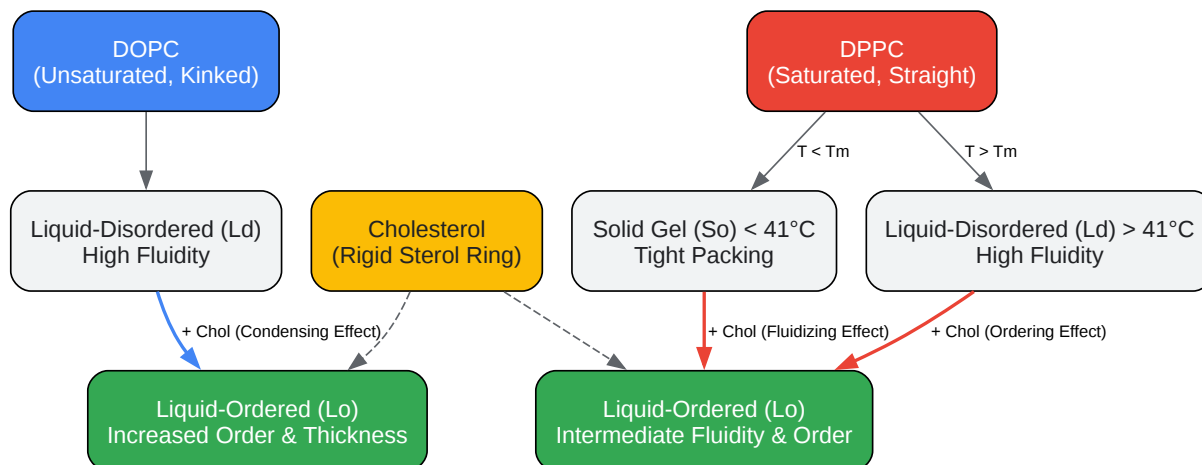 DOPC
(Unsaturated, Kinked)
DPPC
(Saturated, Straight)
T < Tm
T > Tm
Liquid-Disordered (Ld)
High Fluidity
Cholesterol
(Rigid Sterol Ring)
Solid Gel (So) < 41°C
Tight Packing
Liquid-Disordered (Ld) > 41°C
High Fluidity
+ Chol (Condensing Effect)
+ Chol (Fluidizing Effect)
+ Chol (Ordering Effect)
Liquid-Ordered (Lo)
Increased Order & Thickness
Liquid-Ordered (Lo)
Intermediate Fluidity & Order